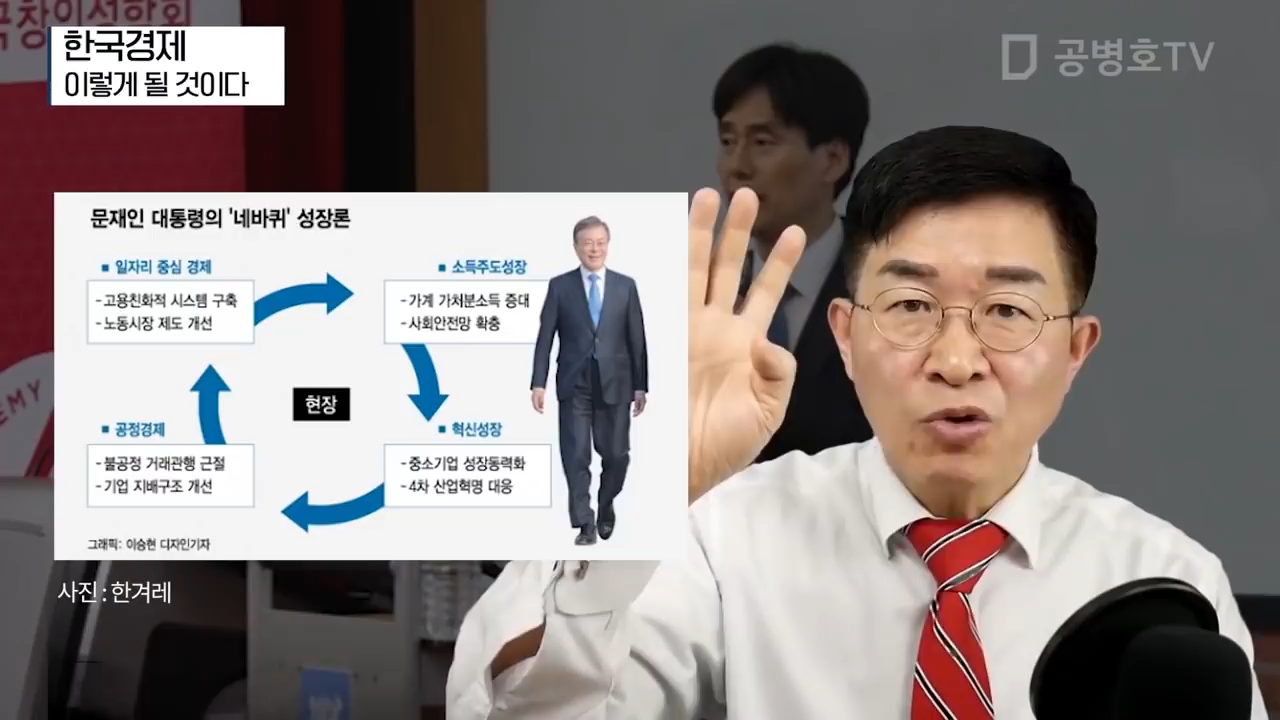 한국경제
이렇게 될 것이다
공병호TV
문재인 대통령의 '네바퀴' 성장론
■ 일자리 중심 경제
- 고용친화적 시스템 구축
- 노동시장 제도 개선
■ 소득주도성장
- 가계 가처분소득 증대
- 사회안전망 확충
현장
■ 공정경제
- 불공정 거래관행 근절
- 기업 지배구조 개선
■ 혁신성장
- 중소기업 성장동력화
- 4차 산업혁명 대응
그래픽: 이승현 디자인기자
사진 : 한겨레
EMY